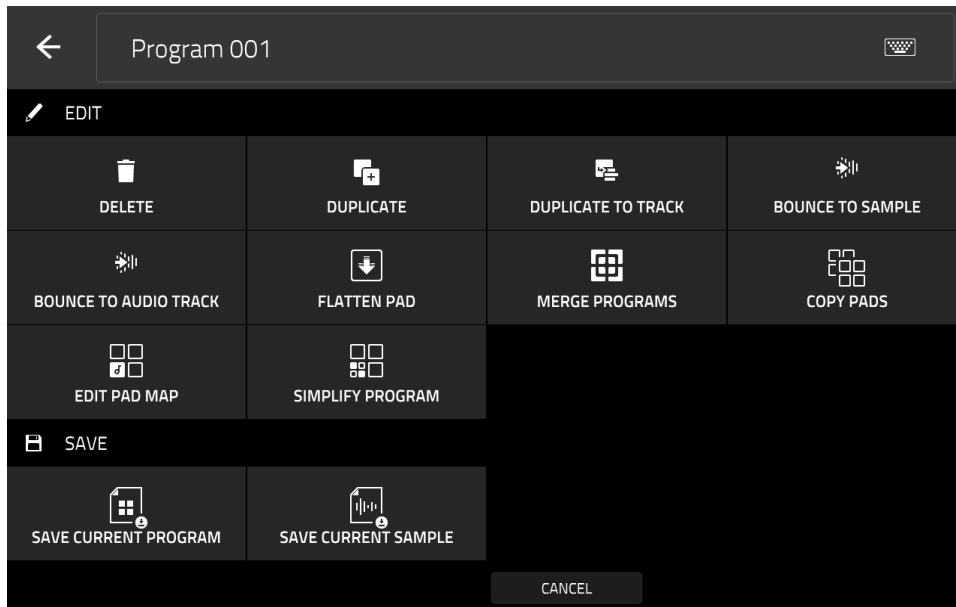 Program 001
EDIT
DELETE
DUPLICATE
DUPLICATE TO TRACK
BOUNCE TO SAMPLE
BOUNCE TO AUDIO TRACK
FLATTEN PAD
MERGE PROGRAMS
COPY PADS
EDIT PAD MAP
SIMPLIFY PROGRAM
SAVE
SAVE CURRENT PROGRAM
SAVE CURRENT SAMPLE
CANCEL